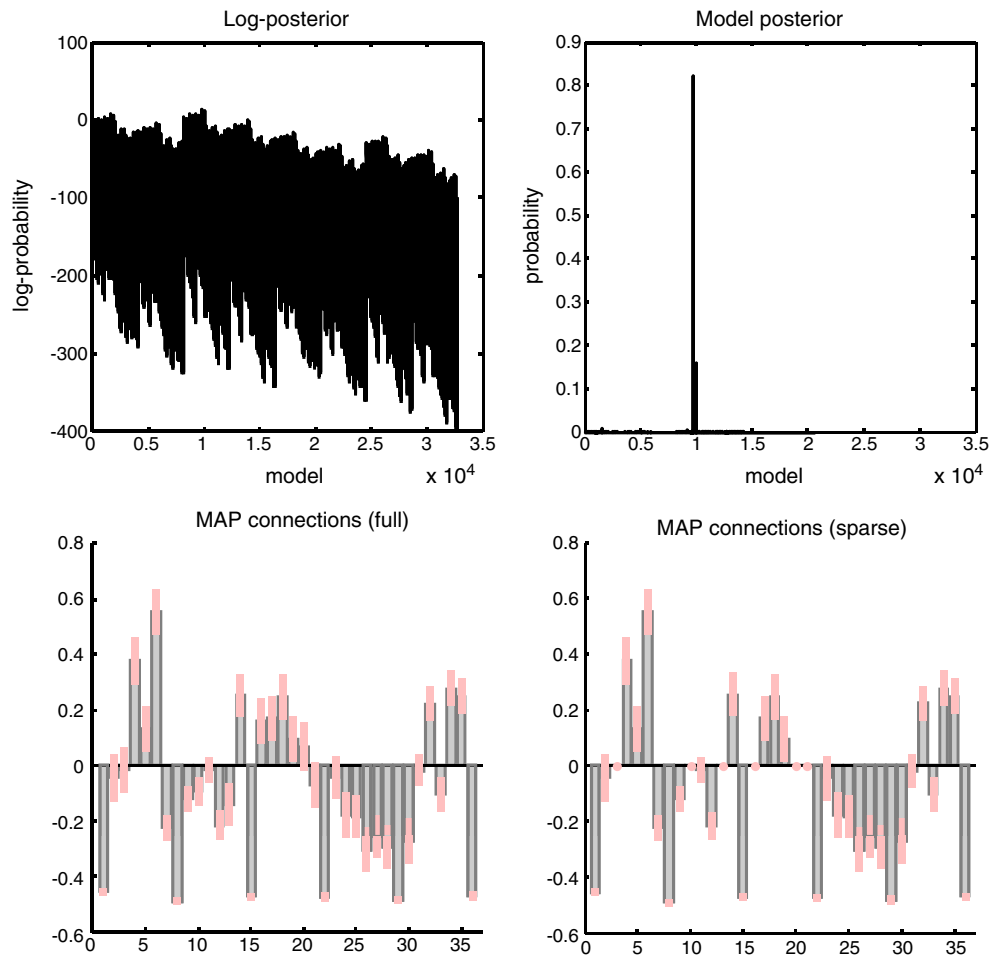 Log-posterior
100
0
-100
-200
-300
-400
log-probability
0 0.5 1 1.5 2 2.5 3 3.5
model x 10^4
Model posterior
0.9
0.8
0.7
0.6
0.5
0.4
0.3
0.2
0.1
0
probability
0 0.5 1 1.5 2 2.5 3 3.5
model x 10^4
MAP connections (full)
0.8
0.6
0.4
0.2
0
-0.2
-0.4
-0.6
0 5 10 15 20 25 30 35
MAP connections (sparse)
0.8
0.6
0.4
0.2
0
-0.2
-0.4
-0.6
0 5 10 15 20 25 30 35